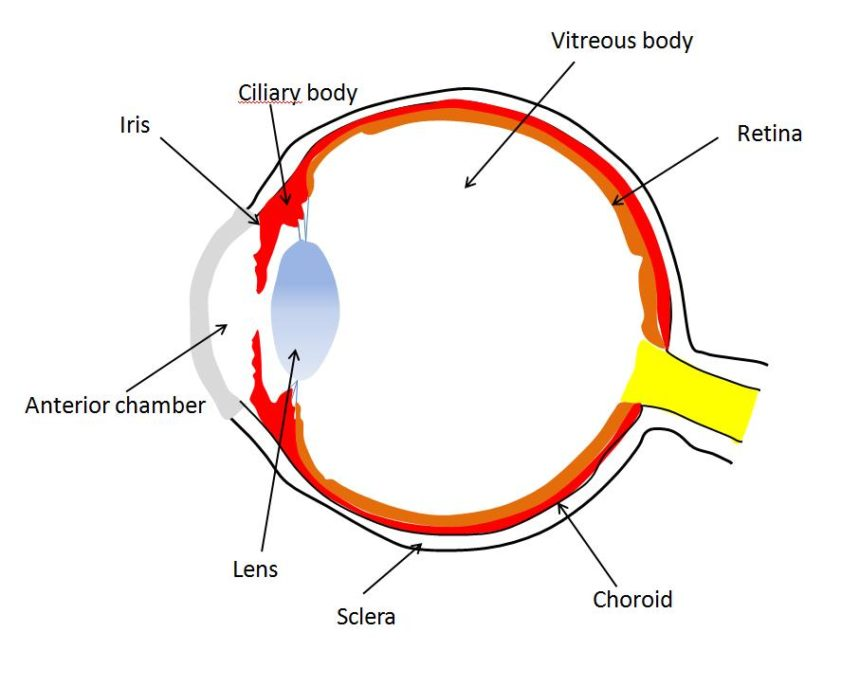 Vitreous body
Ciliary body
Iris
Retina
Anterior chamber
Lens
Choroid
Sclera